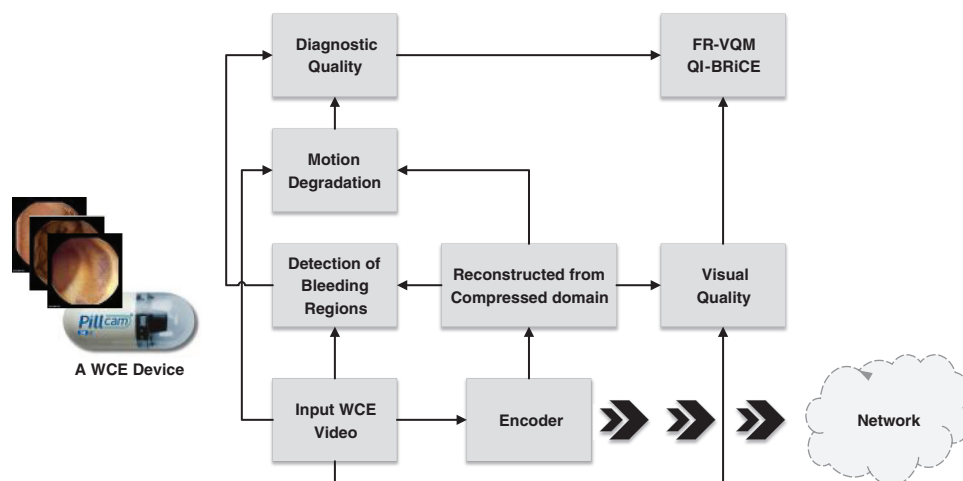 Diagnostic
Quality
FR-VQM
QI-BRiCE
Motion
Degradation
Detection of
Bleeding
Regions
Reconstructed from
Compressed domain
Visual
Quality
Pillcam
A WCE Device
Input WCE
Video
Encoder
Network